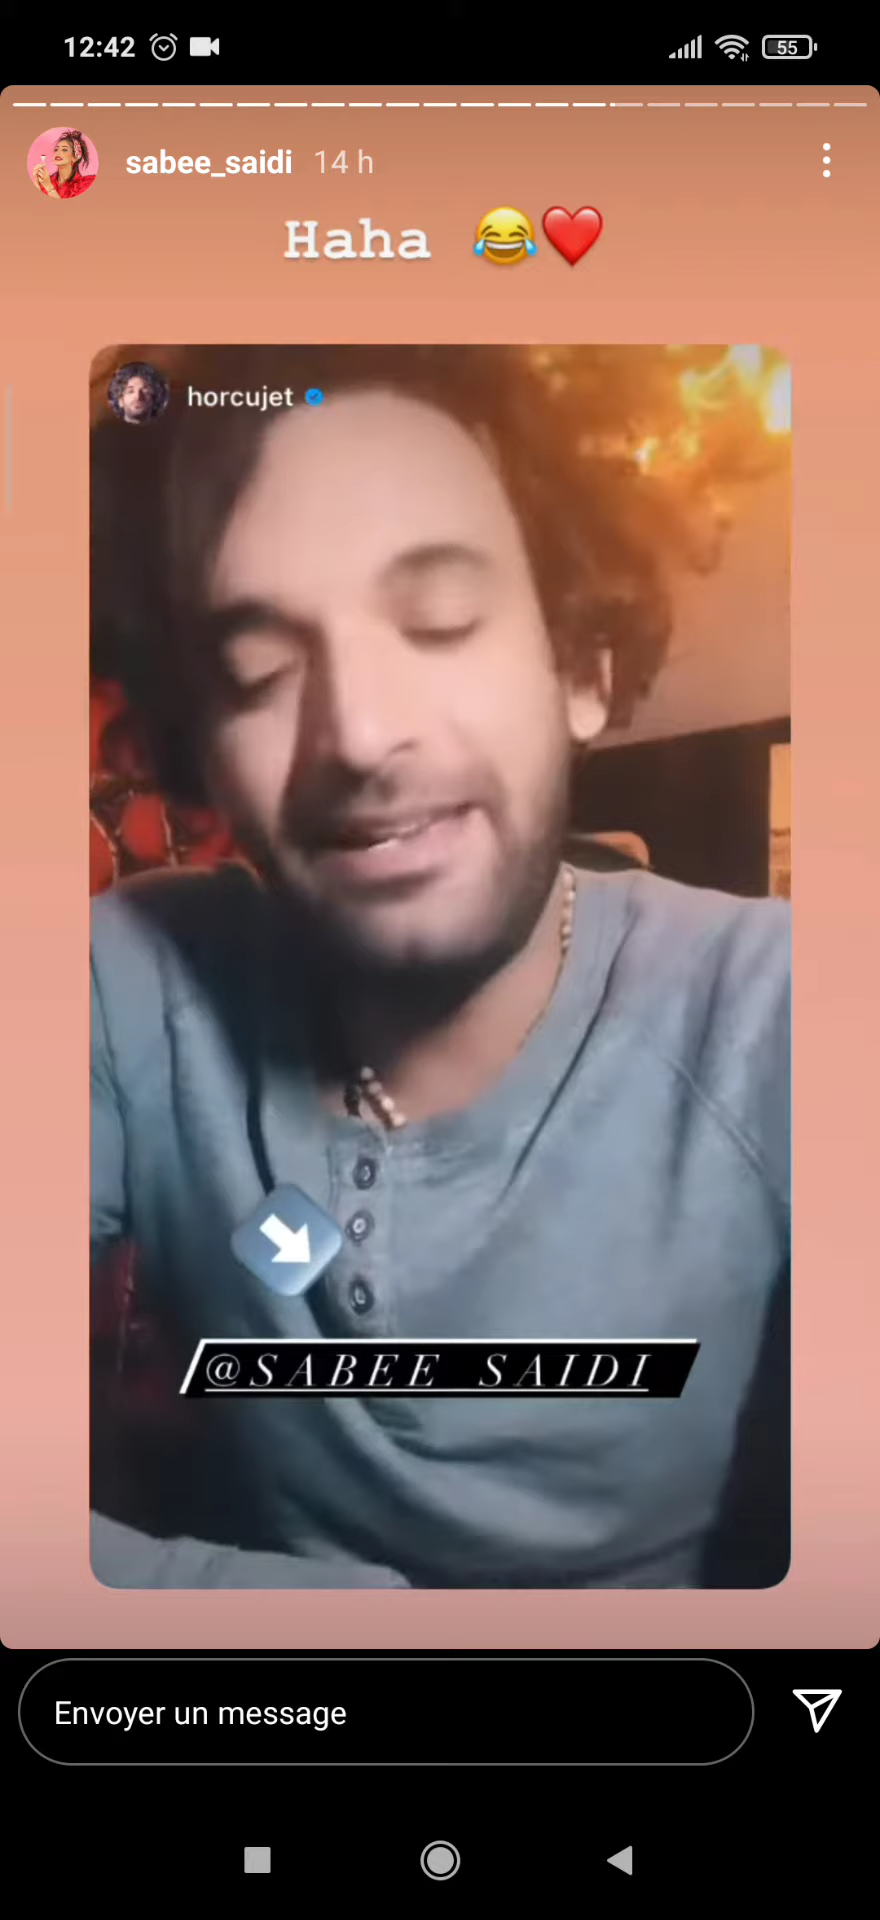 12:42
55
sabee_saidi 14 h
Haha 😂❤️
horcujet
@SABEE SAIDI
Envoyer un message